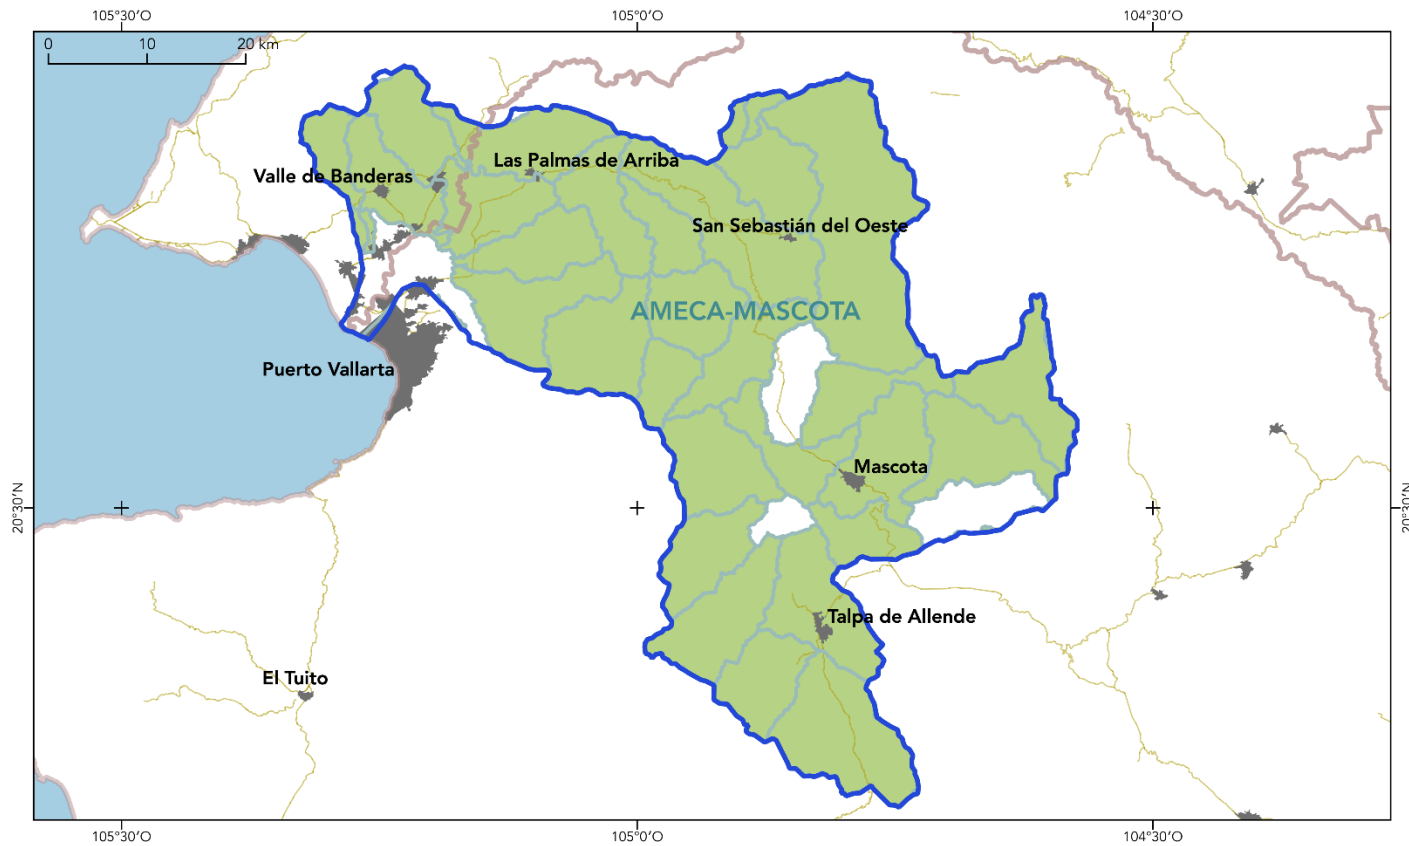 105°30'O 105°0'O 104°30'O
0 10 20 km
Las Palmas de Arriba
Valle de Banderas
San Sebastián del Oeste
AMECA-MASCOTA
Puerto Vallarta
Mascota
20°30'N 20°30'N
Talpa de Allende
El Tuito
105°30'O 105°0'O 104°30'O